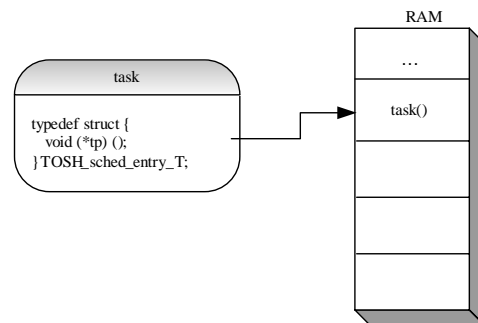 RAM
task
...
typedef struct {
void (*tp) ();
}TOSH_sched_entry_T;
task()